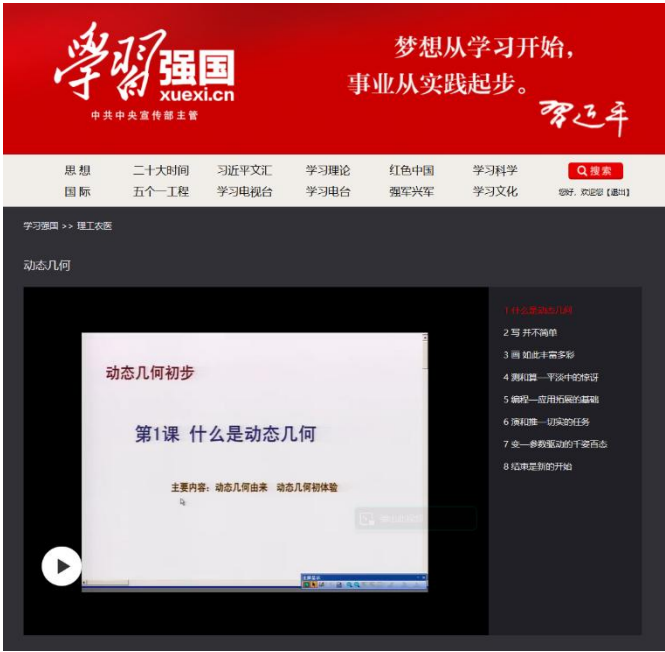 學習强国
xuexi.cn
中共中央宣传部主管
梦想从学习开始，
事业从实践起步。
习近平
思想 二十大时间 习近平文汇 学习理论 红色中国 学习科学 搜索
国际 五个一工程 学习电视台 学习电台 强军兴军 学习文化 您好，欢迎您【退出】
学习强国 >> 理工农医
动态几何
1 什么是动态几何
2 写 并不简单
3 画 如此丰富多彩
4 测和算—平淡中的惊讶
5 编程—应用拓展的基础
6 演和推—切实的任务
7 变—参数驱动的千姿百态
8 结束是新的开始
动态几何初步
第1课 什么是动态几何
主要内容：动态几何由来 动态几何初体验